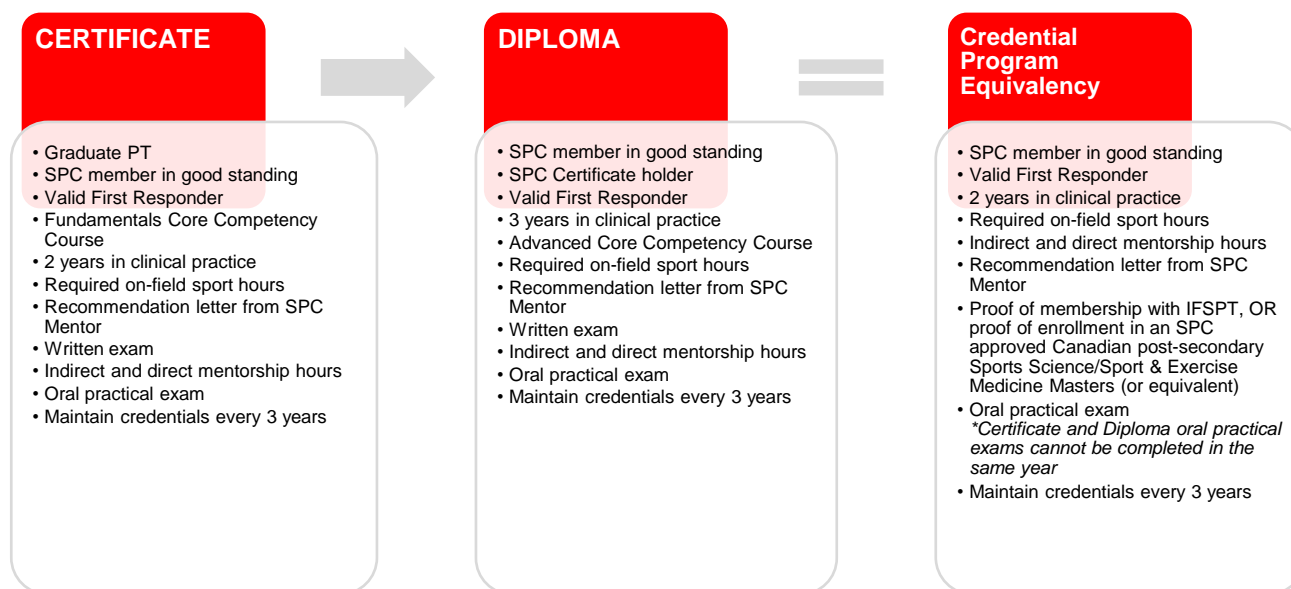 CERTIFICATE
• Graduate PT
• SPC member in good standing
• Valid First Responder
• Fundamentals Core Competency
Course
• 2 years in clinical practice
• Required on-field sport hours
• Recommendation letter from SPC
Mentor
• Written exam
• Indirect and direct mentorship hours
• Oral practical exam
• Maintain credentials every 3 years
DIPLOMA
• SPC member in good standing
• SPC Certificate holder
• Valid First Responder
• 3 years in clinical practice
• Advanced Core Competency Course
• Required on-field sport hours
• Recommendation letter from SPC
Mentor
• Written exam
• Indirect and direct mentorship hours
• Oral practical exam
• Maintain credentials every 3 years
Credential
Program
Equivalency
• SPC member in good standing
• Valid First Responder
• 2 years in clinical practice
• Required on-field sport hours
• Indirect and direct mentorship hours
• Recommendation letter from SPC
Mentor
• Proof of membership with IFSPT, OR
proof of enrollment in an SPC
approved Canadian post-secondary
Sports Science/Sport & Exercise
Medicine Masters (or equivalent)
• Oral practical exam
*Certificate and Diploma oral practical
exams cannot be completed in the
same year
• Maintain credentials every 3 years